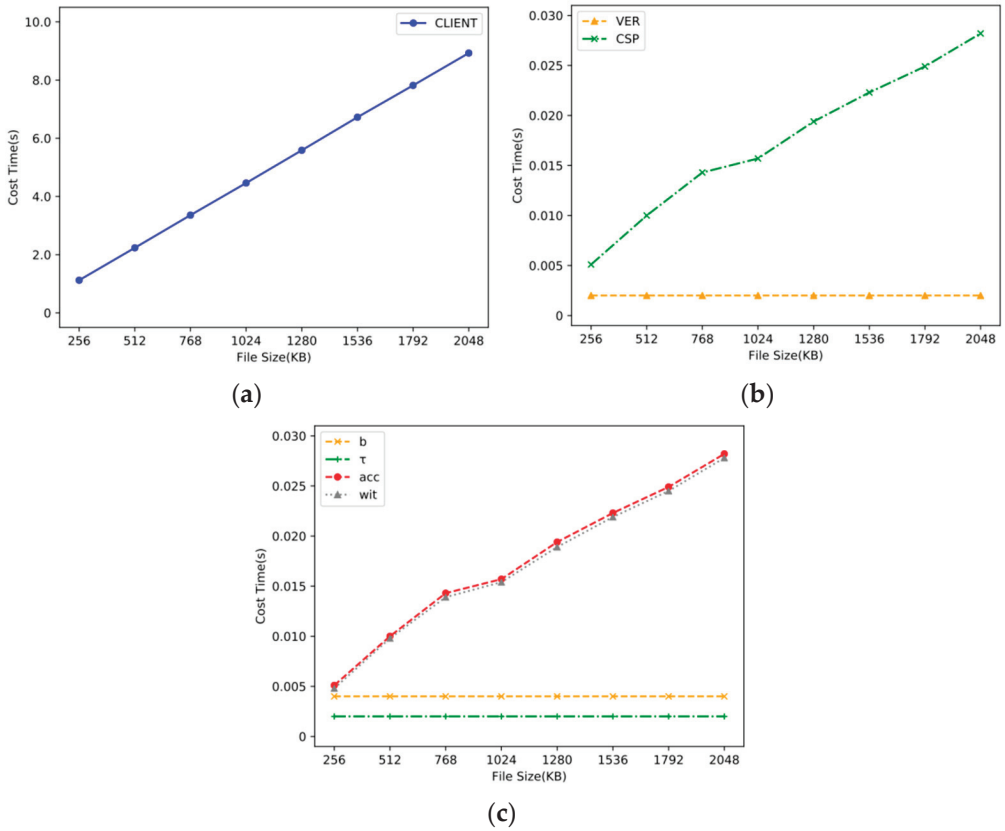 10.0
8.0
6.0
4.0
2.0
0
Cost Time(s)
CLIENT
256 512 768 1024 1280 1536 1792 2048
File Size(KB)
(a)
0.030
0.025
0.020
0.015
0.010
0.005
0
Cost Time(s)
VER
CSP
256 512 768 1024 1280 1536 1792 2048
File Size(KB)
(b)
0.030
0.025
0.020
0.015
0.010
0.005
0
Cost Time(s)
b
τ
acc
wit
256 512 768 1024 1280 1536 1792 2048
File Size(KB)
(c)